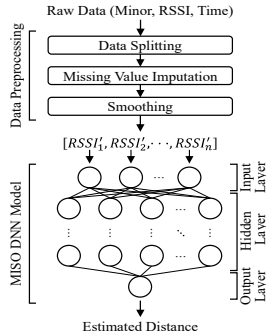 Raw Data (Minor, RSSI, Time)
Data Preprocessing
Data Splitting
Missing Value Imputation
Smoothing
[RSSI′₁, RSSI′₂, ···, RSSI′ₙ]
MISO DNN Model
Input Layer
Hidden Layer
Output Layer
Estimated Distance